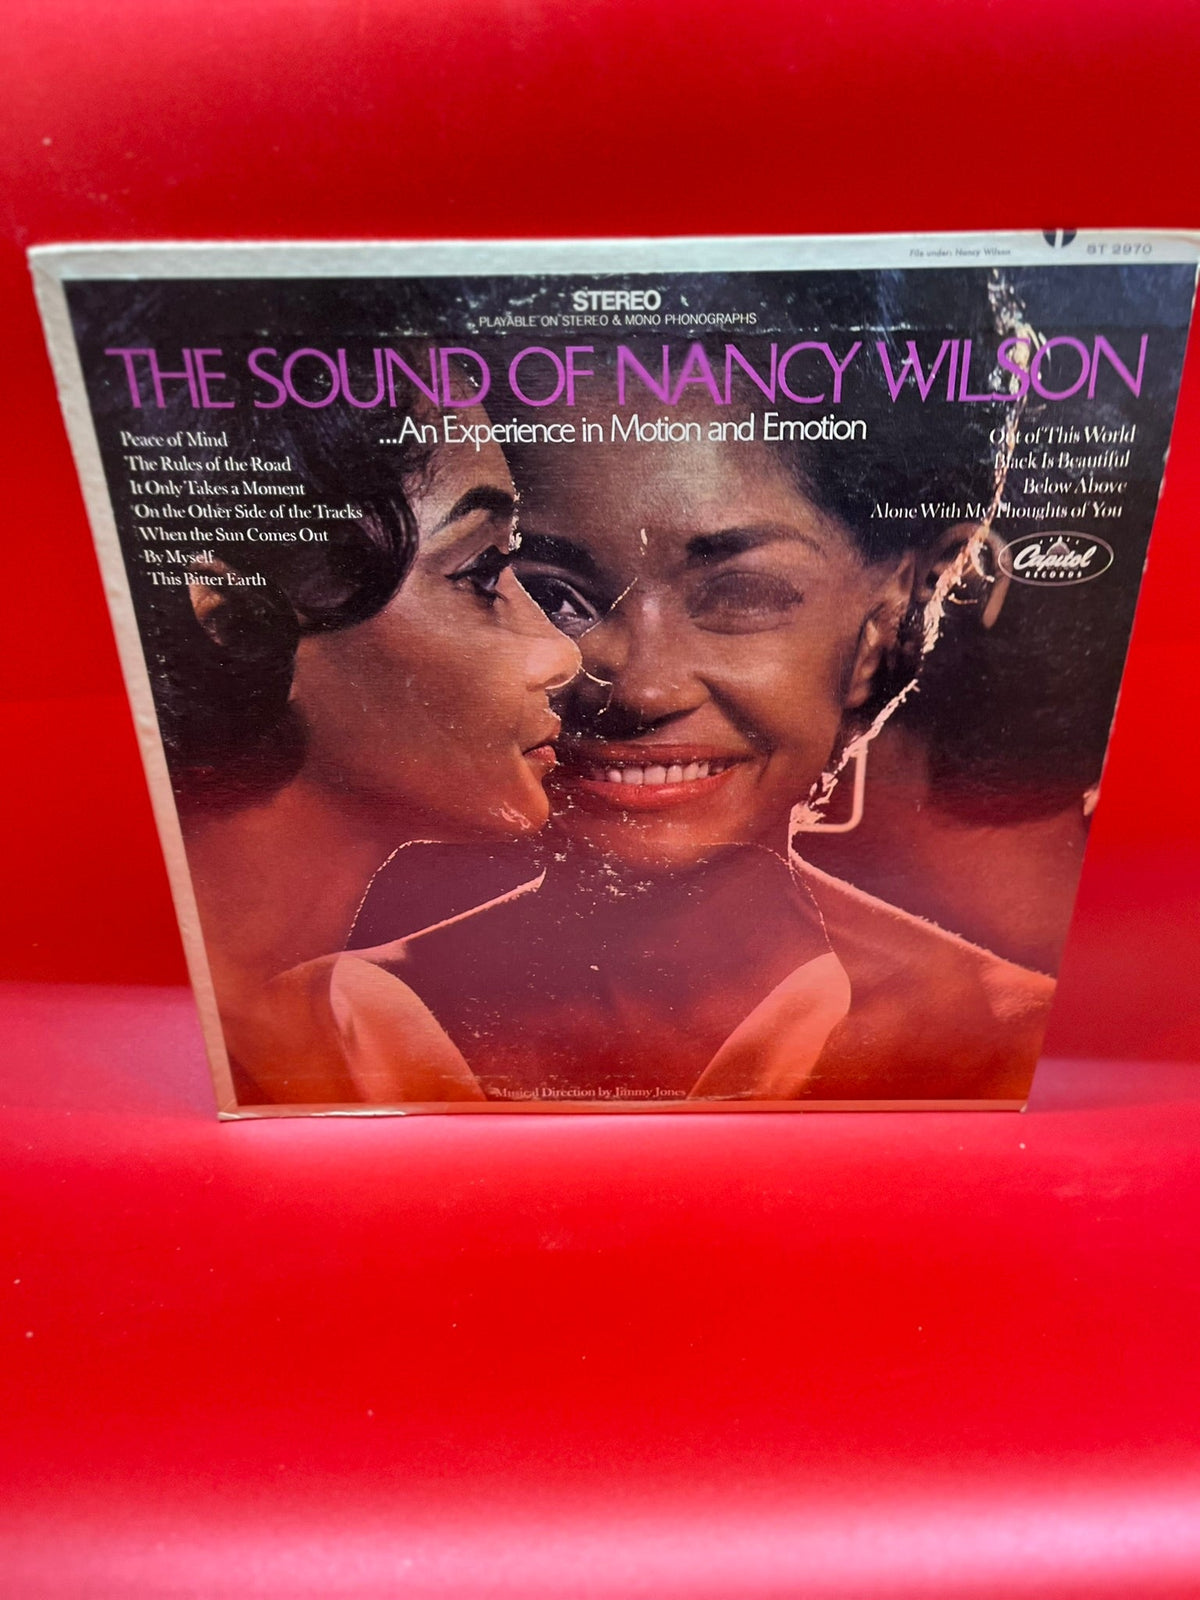 File under: Nancy Wilson
ST 2970
STEREO
PLAYABLE ON STEREO & MONO PHONOGRAPHS
THE SOUND OF NANCY WILSON
...An Experience in Motion and Emotion
Peace of Mind
The Rules of the Road
It Only Takes a Moment
On the Other Side of the Tracks
When the Sun Comes Out
By Myself
This Bitter Earth
Out of This World
Black Is Beautiful
Below Above
Alone With My Thoughts of You
Capitol
RECORDS
Musical Direction by Jimmy Jones